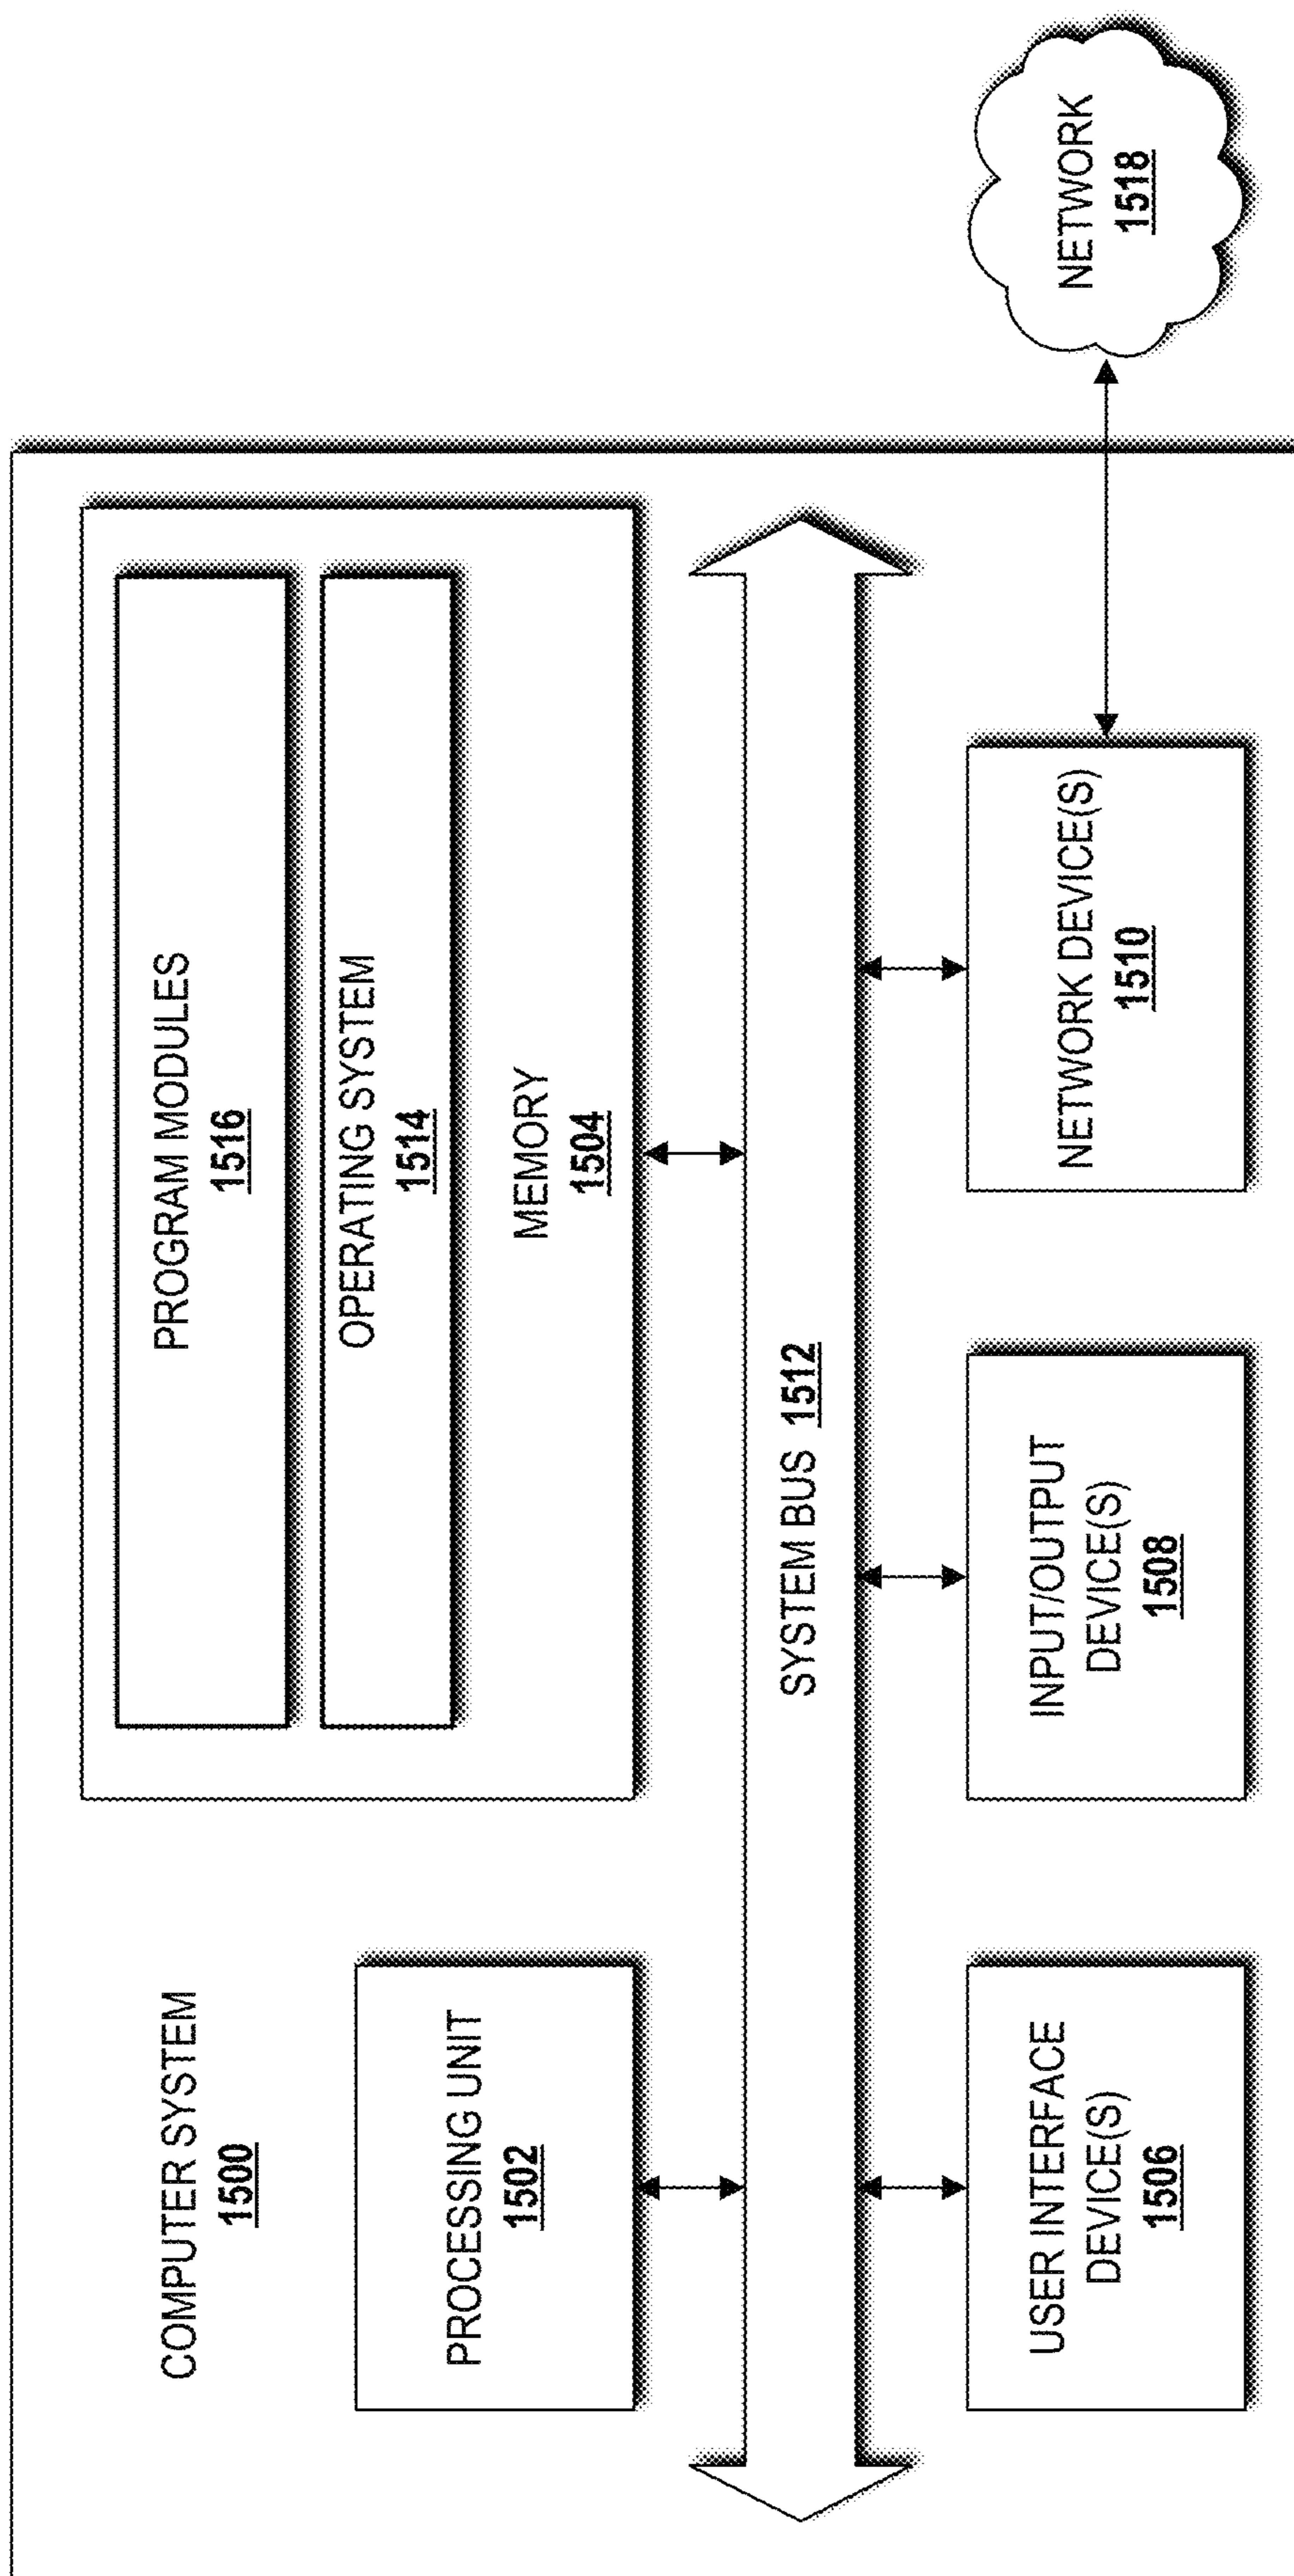 COMPUTER SYSTEM
1500
PROCESSING UNIT
1502
PROGRAM MODULES
1516
OPERATING SYSTEM
1514
MEMORY
1504
SYSTEM BUS 1512
USER INTERFACE
DEVICE(S)
1506
INPUT/OUTPUT
DEVICE(S)
1508
NETWORK DEVICE(S)
1510
NETWORK
1518